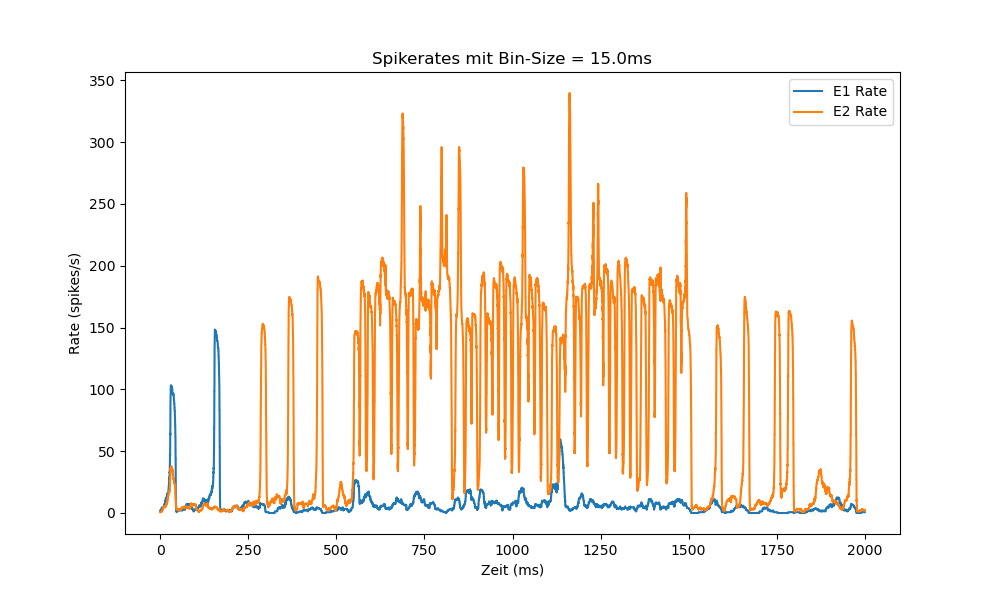 Spikerates mit Bin-Size = 15.0ms
E1 Rate
E2 Rate
Rate (spikes/s)
350
300
250
200
150
100
50
0
0 250 500 750 1000 1250 1500 1750 2000
Zeit (ms)